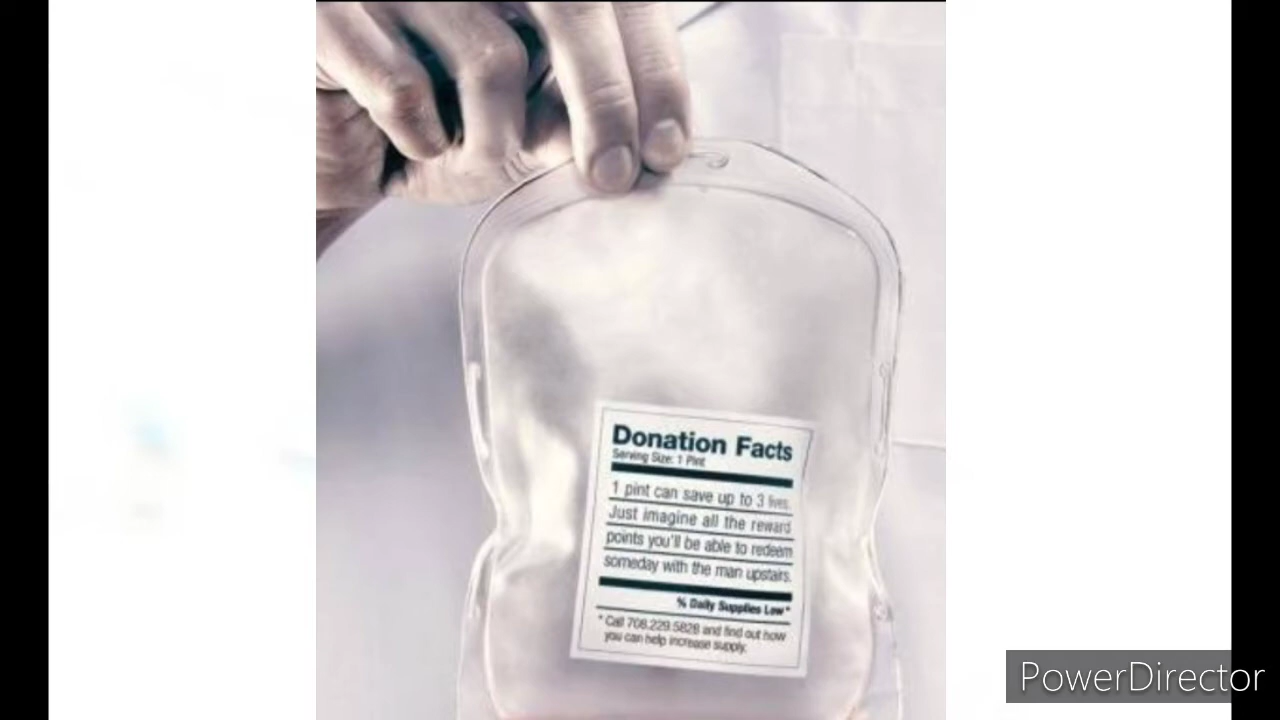 Donation Facts
Serving Size: 1 Pint
1 pint can save up to 3 lives.
Just imagine all the reward
points you'll be able to redeem
someday with the man upstairs.
% Daily Supplies Low*
* Call 708.229.5828 and find out how
you can help increase supply.
PowerDirector